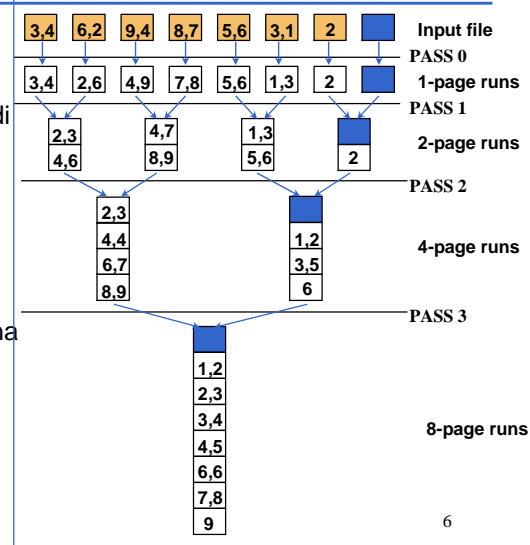 3,4 6,2 9,4 8,7 5,6 3,1 2 Input file
PASS 0
3,4 2,6 4,9 7,8 5,6 1,3 2 1-page runs
PASS 1
di
2,3 4,7 1,3
2-page runs
4,6 8,9 5,6 2
PASS 2
2,3
4,4 1,2
4-page runs
6,7 3,5
8,9 6
PASS 3
na
1,2
2,3
3,4
4,5
8-page runs
6,6
7,8
9
6